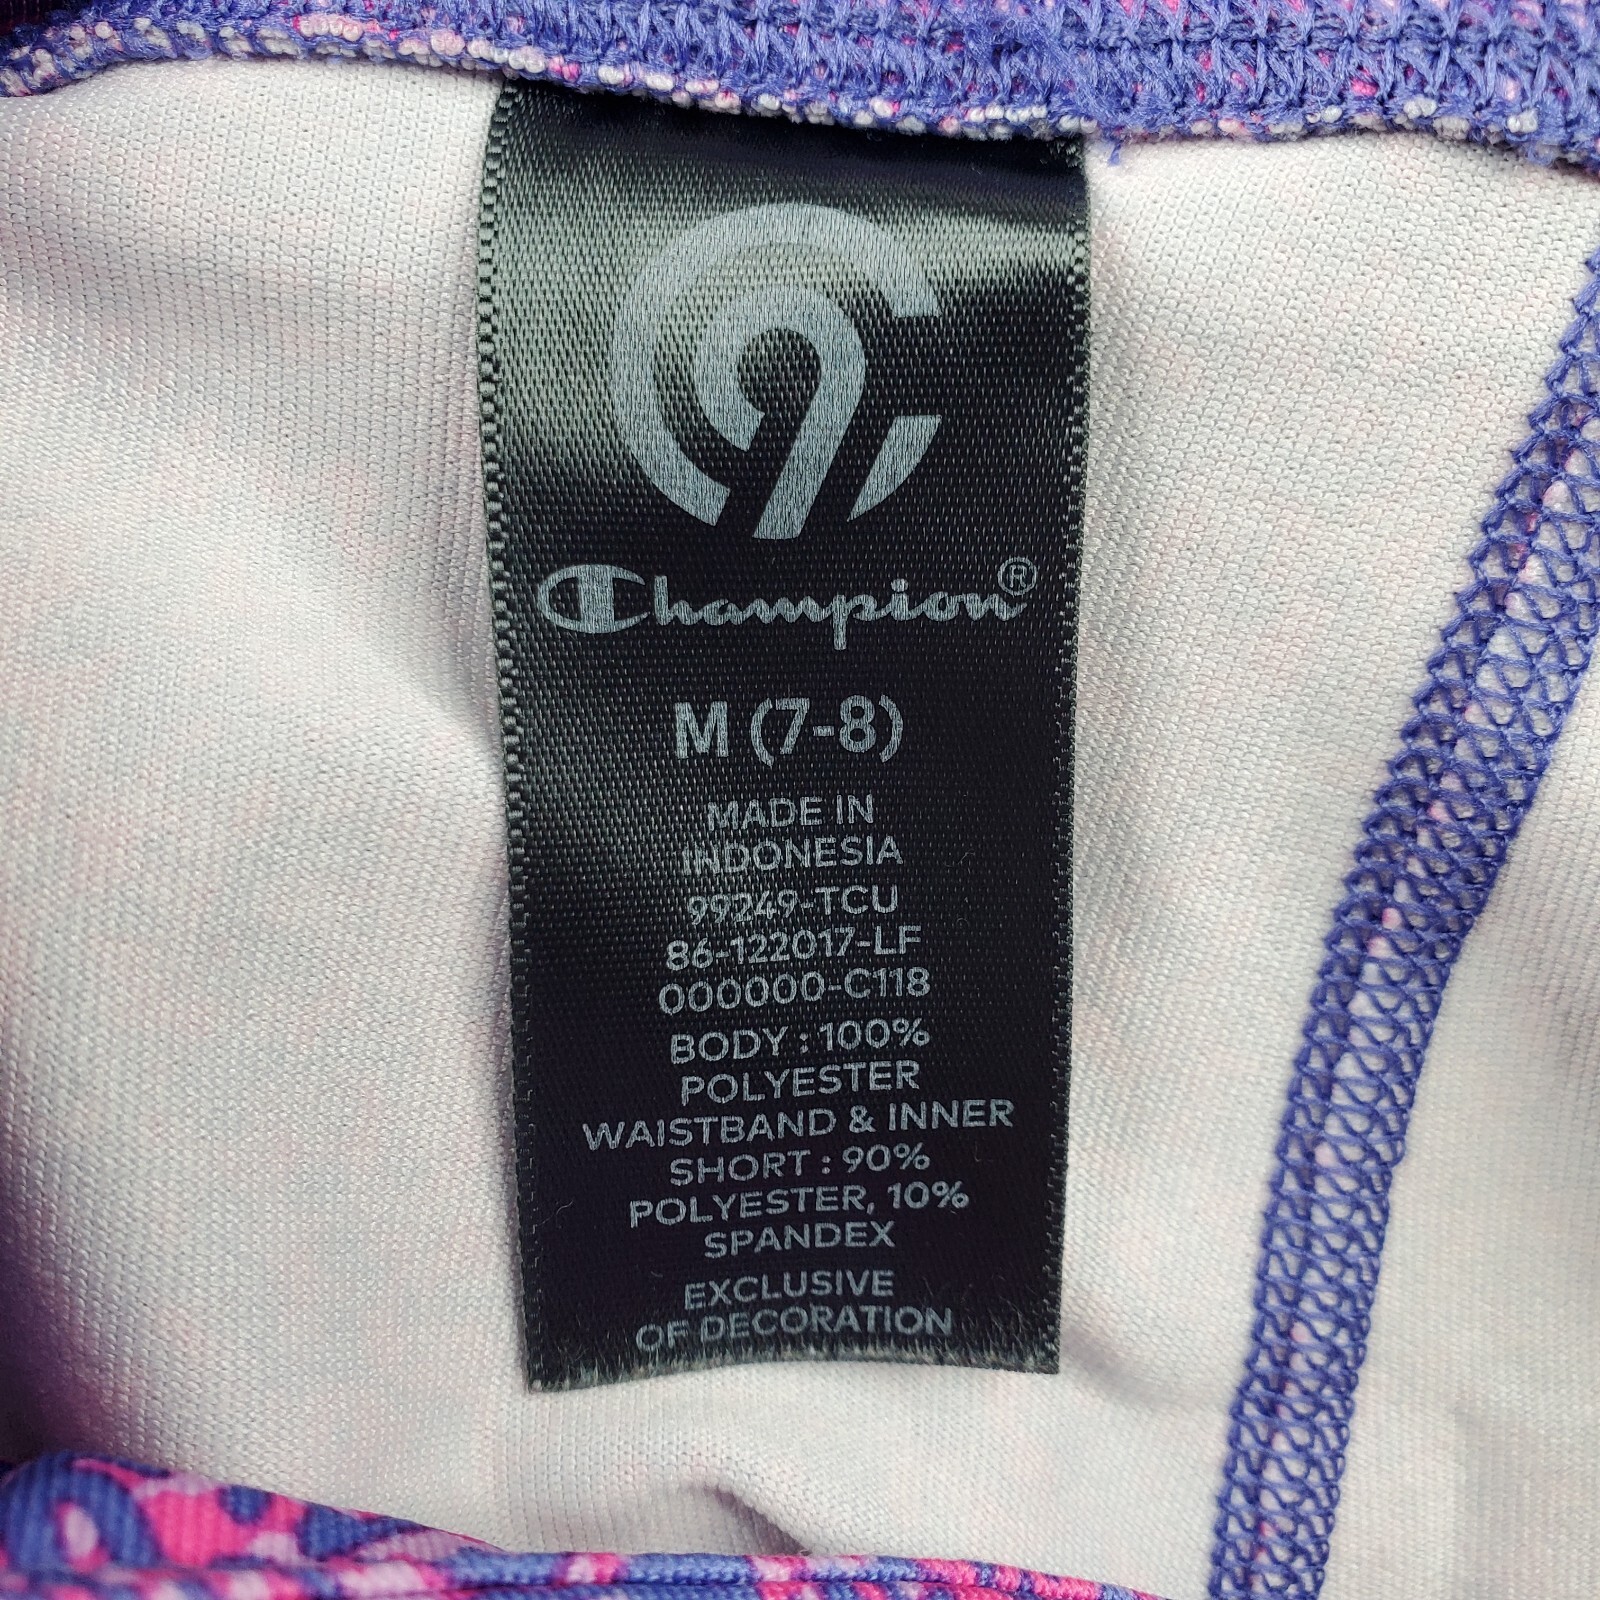 C9
Champion®
M (7-8)
MADE IN
INDONESIA
99249-TCU
86-122017-LF
000000-C118
BODY : 100%
POLYESTER
WAISTBAND & INNER
SHORT : 90%
POLYESTER, 10%
SPANDEX
EXCLUSIVE
OF DECORATION